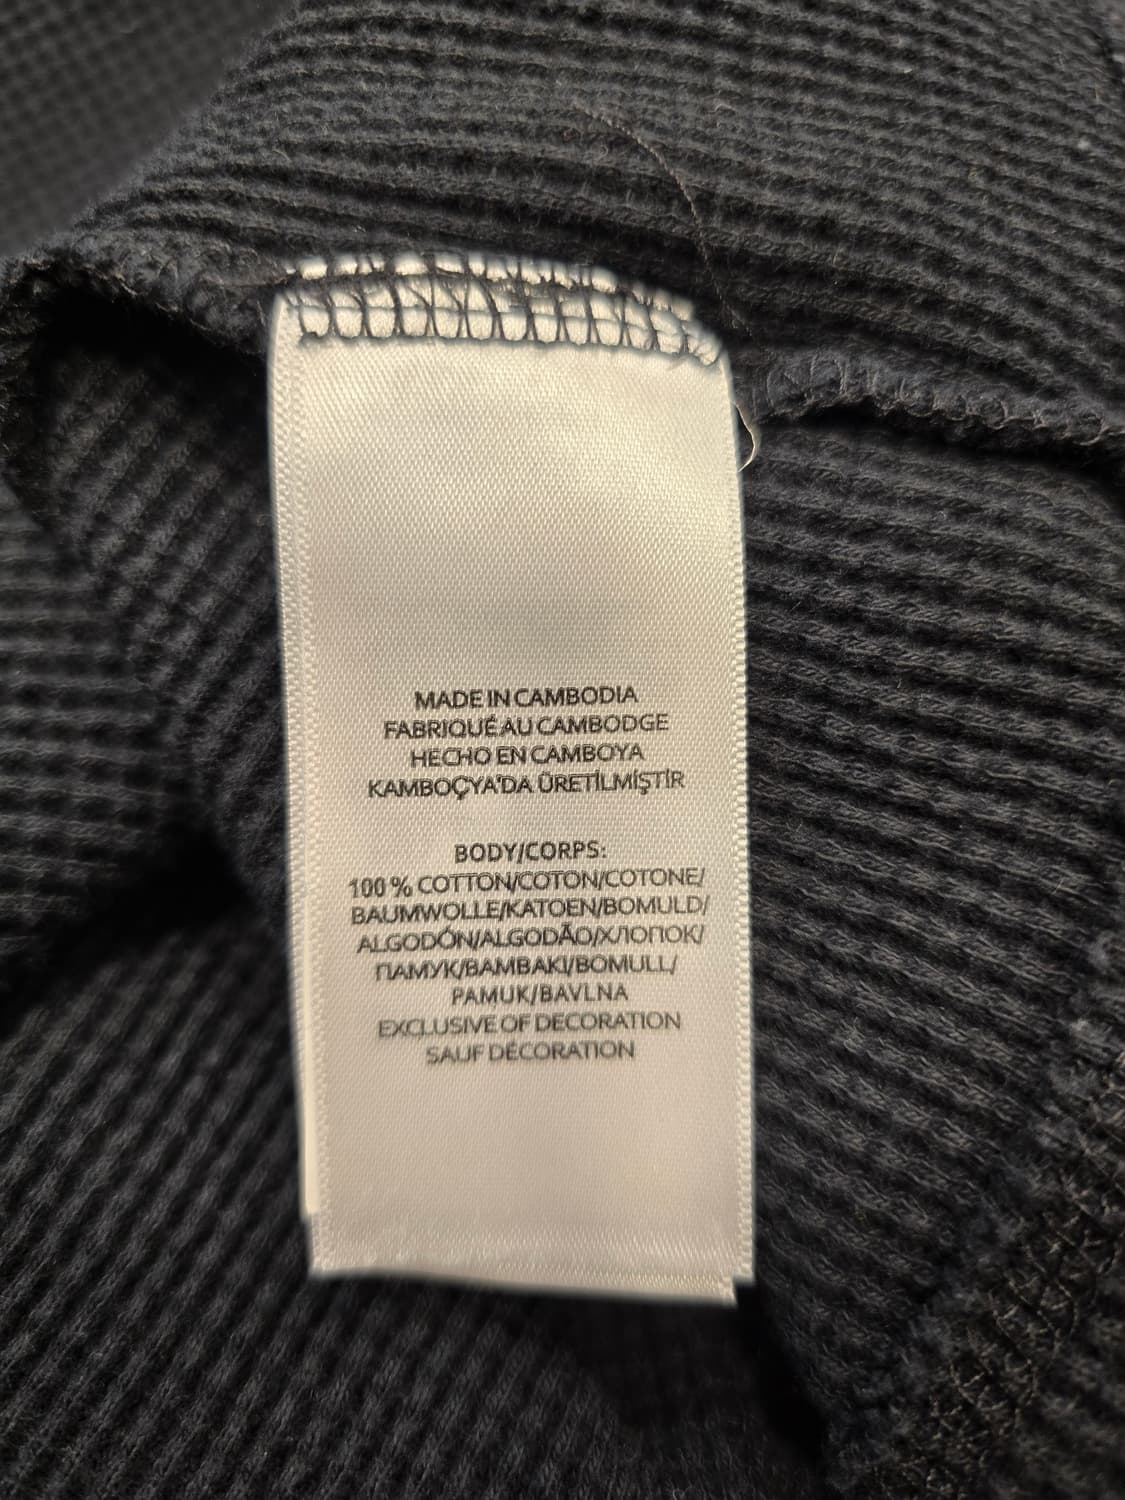 MADE IN CAMBODIA
FABRIQUÉ AU CAMBODGE
HECHO EN CAMBOYA
KAMBOÇYA'DA ÜRETİLMİŞTİR
BODY/CORPS:
100 % COTTON/COTON/COTONE/
BAUMWOLLE/KATOEN/BOMULD/
ALGODÓN/ALGODÃO/ХЛОПОК/
ПАМУК/BAMBAKI/BOMULL/
PAMUK/BAVLNA
EXCLUSIVE OF DECORATION
SAUF DÉCORATION